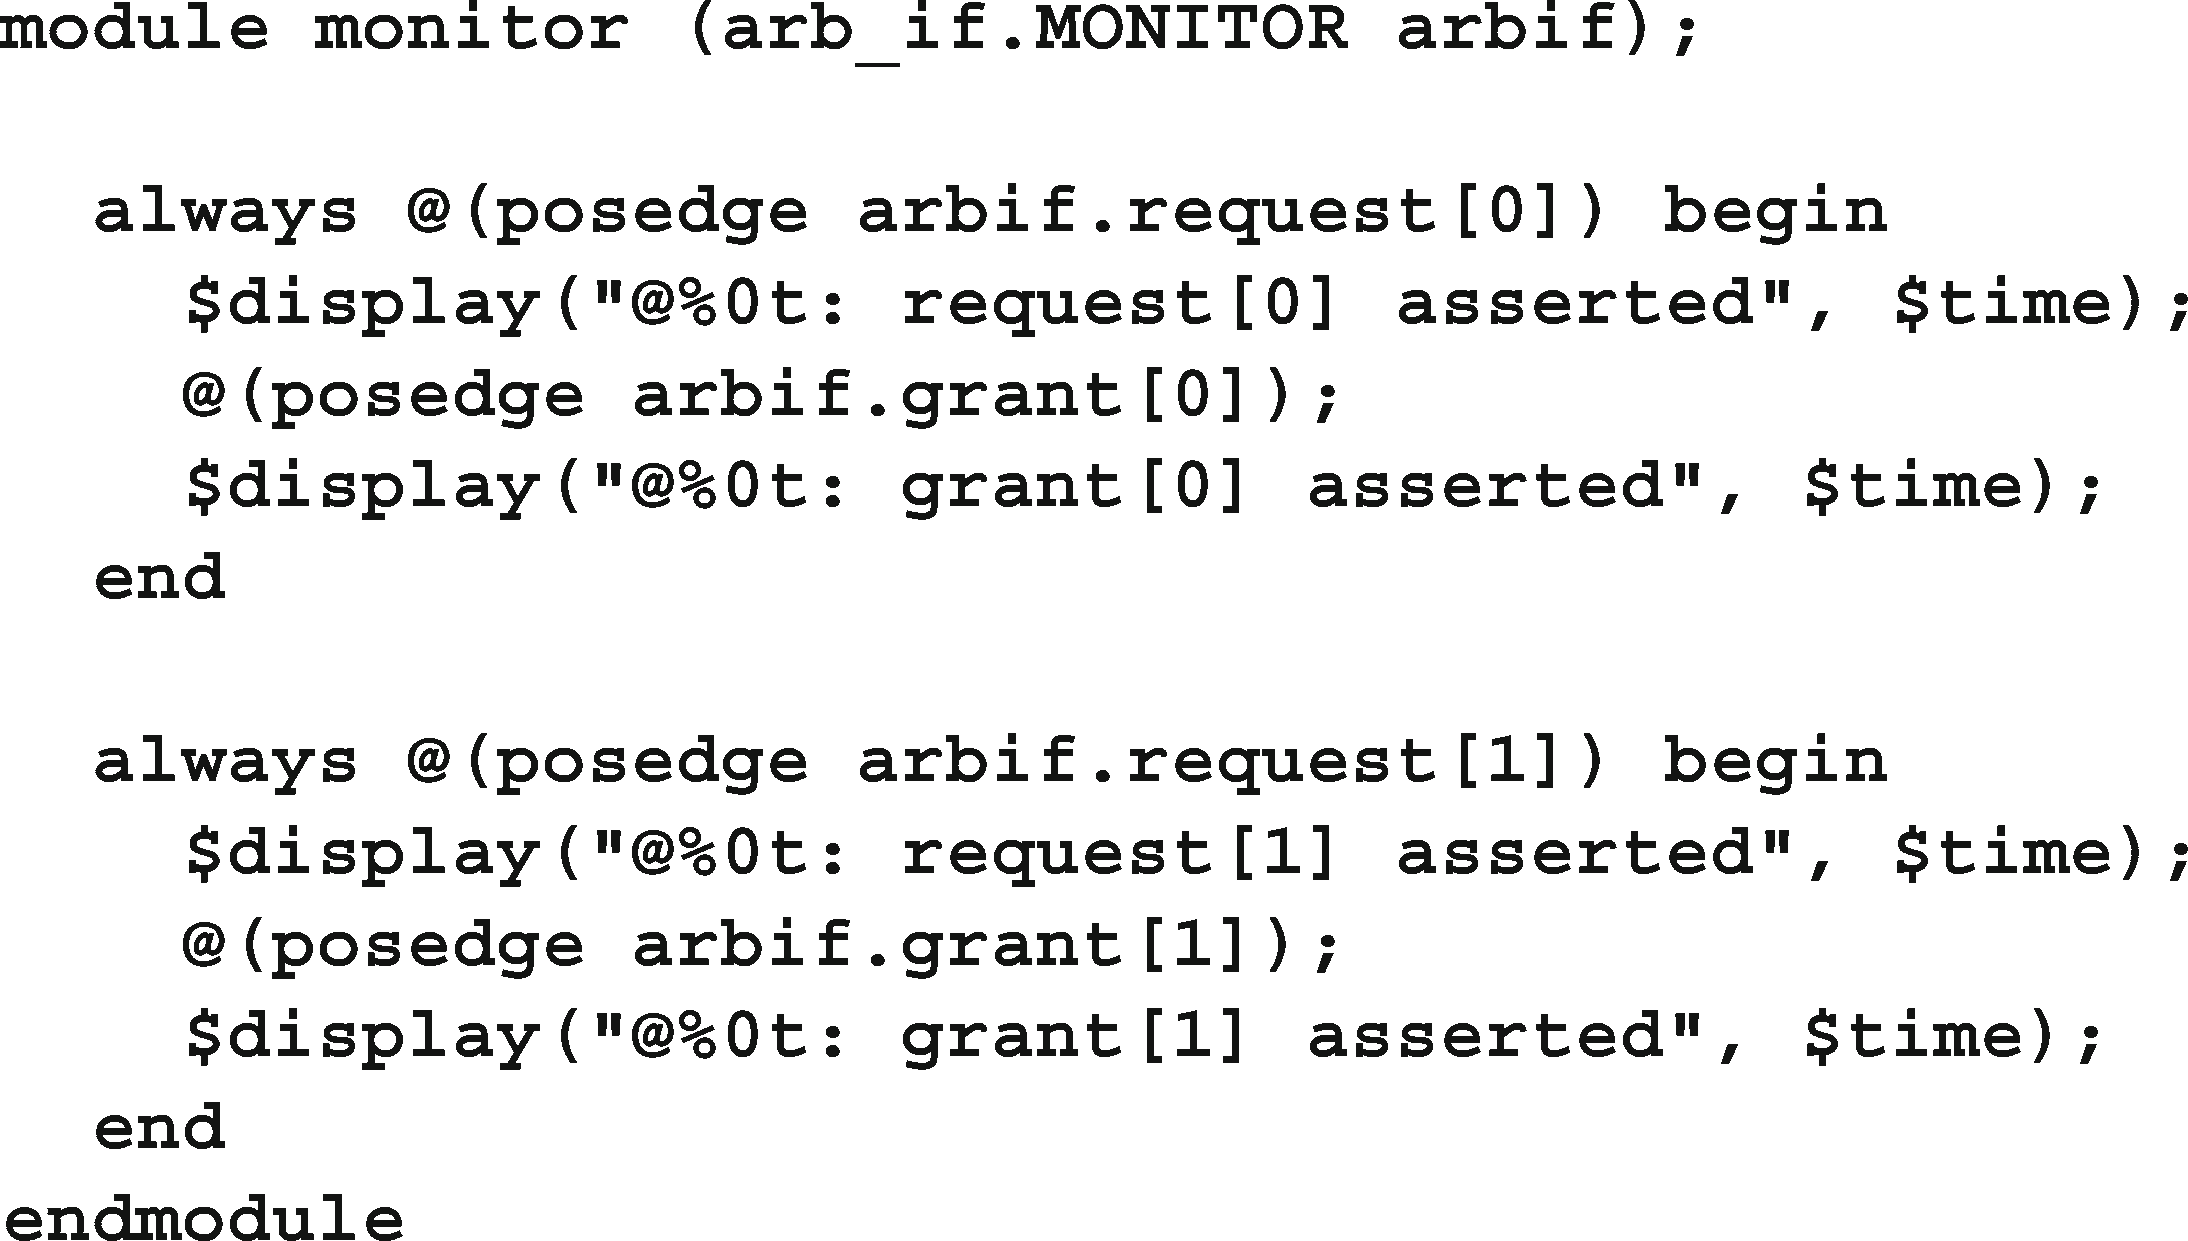 module monitor (arb_if.MONITOR arbif);
always @(posedge arbif.request[0]) begin
$display("@%0t: request[0] asserted", $time);
@(posedge arbif.grant[0]);
$display("@%0t: grant[0] asserted", $time);
end
always @(posedge arbif.request[1]) begin
$display("@%0t: request[1] asserted", $time);
@(posedge arbif.grant[1]);
$display("@%0t: grant[1] asserted", $time);
end
endmodule